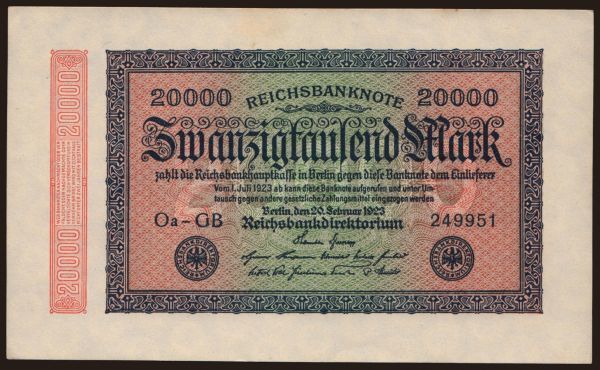 20000 REICHSBANKNOTE 20000
Zwanzigtausend Mark
zahlt die Reichsbankhauptkasse in Berlin gegen diese Banknote dem Einlieferer
Vom 1. Juli 1923 ab kann diese Banknote aufgerufen und unter Um-
tausch gegen andere gesetzliche Zahlungsmittel eingezogen werden
Berlin, den 20. Februar 1923
Oa-GB Reichsbankdirektorium 249951
20000
20000